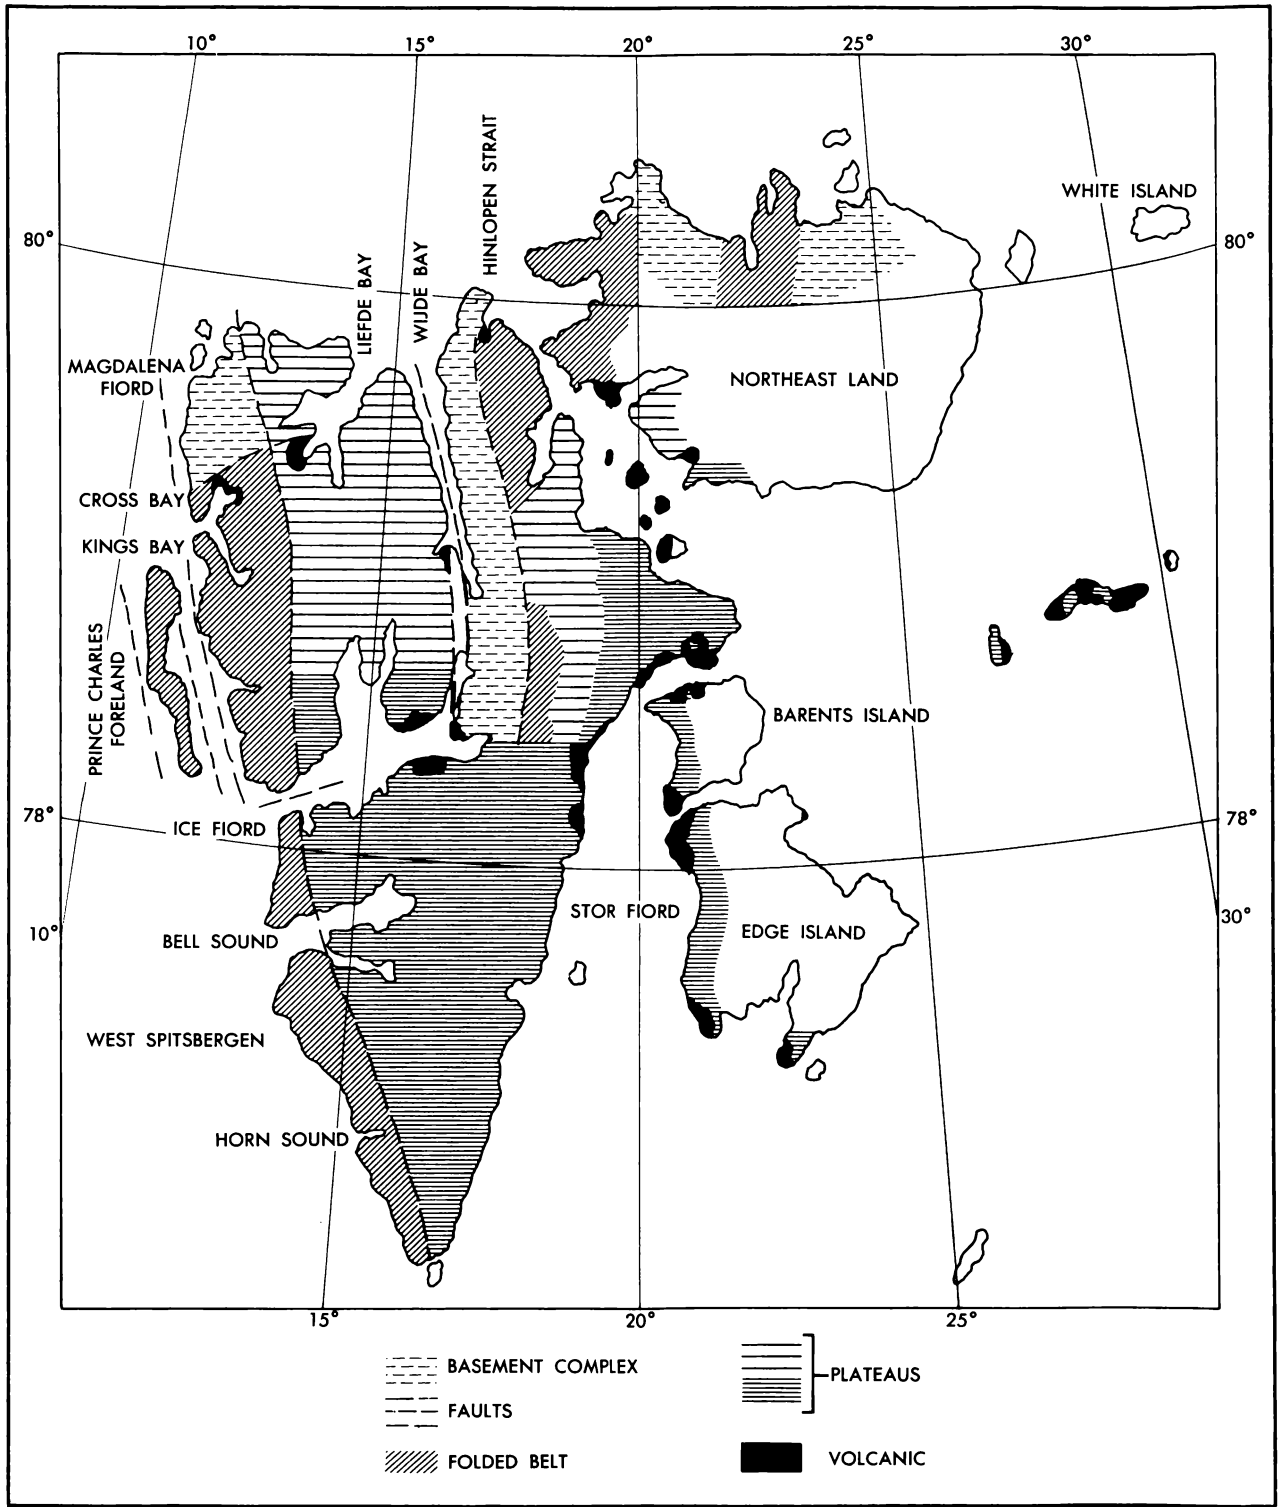 10° 15° 20° 25° 30°
HINLOPEN STRAIT
WHITE ISLAND
80° 80°
LIEFDE BAY
WIJDE BAY
MAGDALENA
FIORD
NORTHEAST LAND
CROSS BAY
KINGS BAY
PRINCE CHARLES
FORELAND
BARENTS ISLAND
78° 78°
ICE FIORD
STOR FIORD
30°
10°
EDGE ISLAND
BELL SOUND
WEST SPITSBERGEN
HORN SOUND
15° 20° 25°
BASEMENT COMPLEX
PLATEAUS
FAULTS
FOLDED BELT
VOLCANIC